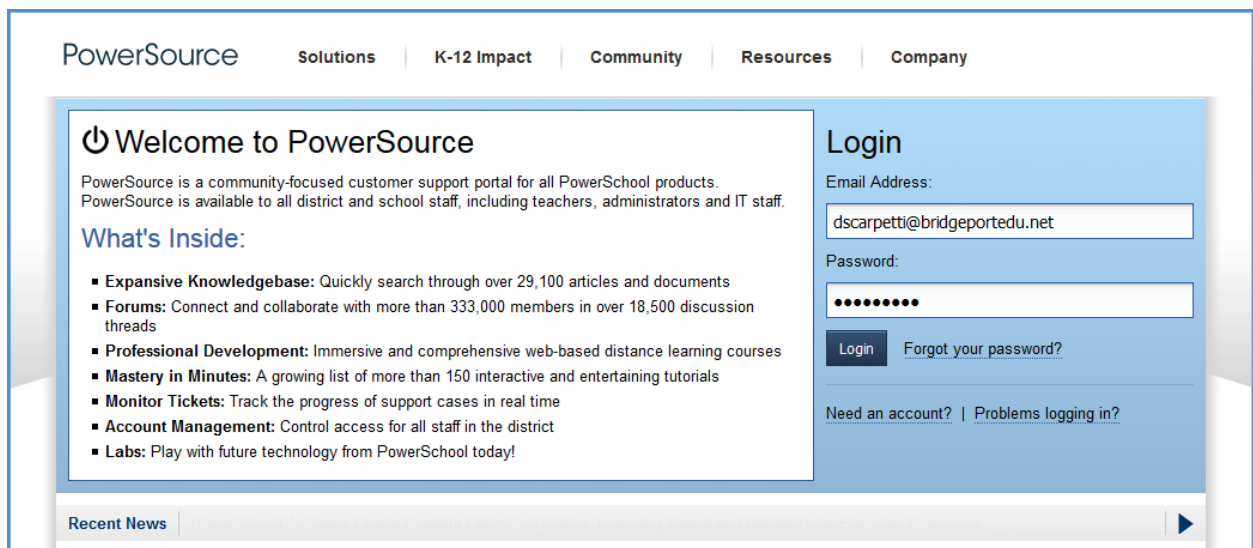 PowerSource
Solutions
K-12 Impact
Community
Resources
Company
Welcome to PowerSource
PowerSource is a community-focused customer support portal for all PowerSchool products.
PowerSource is available to all district and school staff, including teachers, administrators and IT staff.
What's Inside:
Expansive Knowledgebase: Quickly search through over 29,100 articles and documents
Forums: Connect and collaborate with more than 333,000 members in over 18,500 discussion
threads
Professional Development: Immersive and comprehensive web-based distance learning courses
Mastery in Minutes: A growing list of more than 150 interactive and entertaining tutorials
Monitor Tickets: Track the progress of support cases in real time
Account Management: Control access for all staff in the district
Labs: Play with future technology from PowerSchool today!
Login
Email Address:
dscarpetti@bridgeportedu.net
Password:
•••••••••
Login
Forgot your password?
Need an account? | Problems logging in?
Recent News